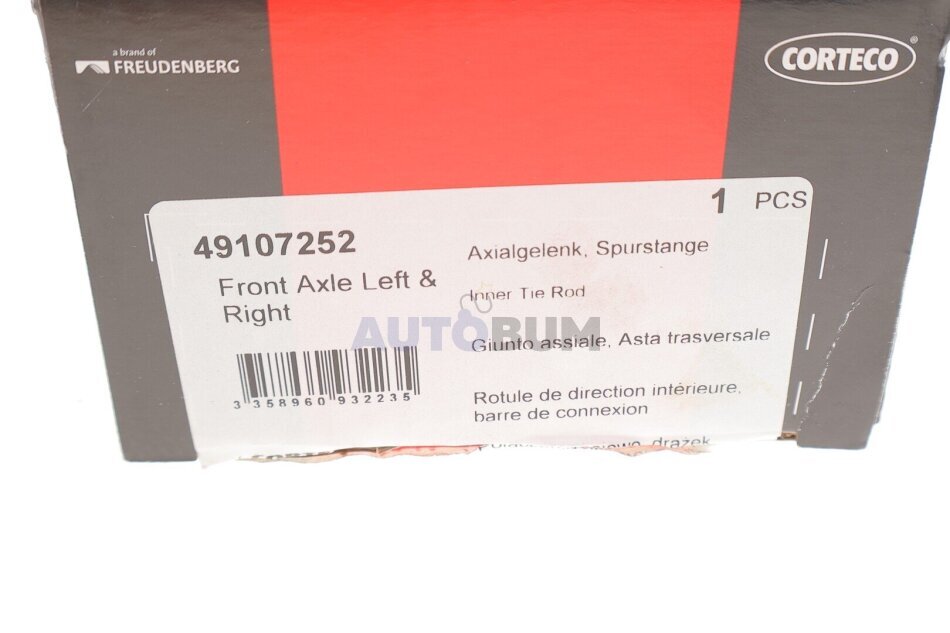 a brand of
FREUDENBERG
CORTECO®
1 PCS
49107252
Front Axle Left &
Right
Axialgelenk, Spurstange
Inner Tie Rod
AUTOBUM
Giunto assiale, Asta trasversale
3 358960 932235
Rotule de direction intérieure,
barre de connexion
drążek